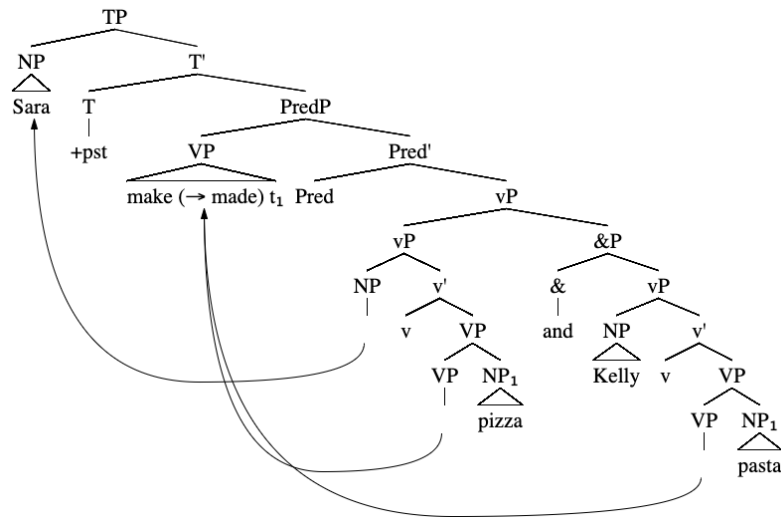 TP
NP T'
Sara T PredP
+pst VP Pred'
make (→ made) t₁ Pred vP
vP &P
NP v' & vP
v VP and NP v'
VP NP₁ Kelly v VP
pizza VP NP₁
pasta